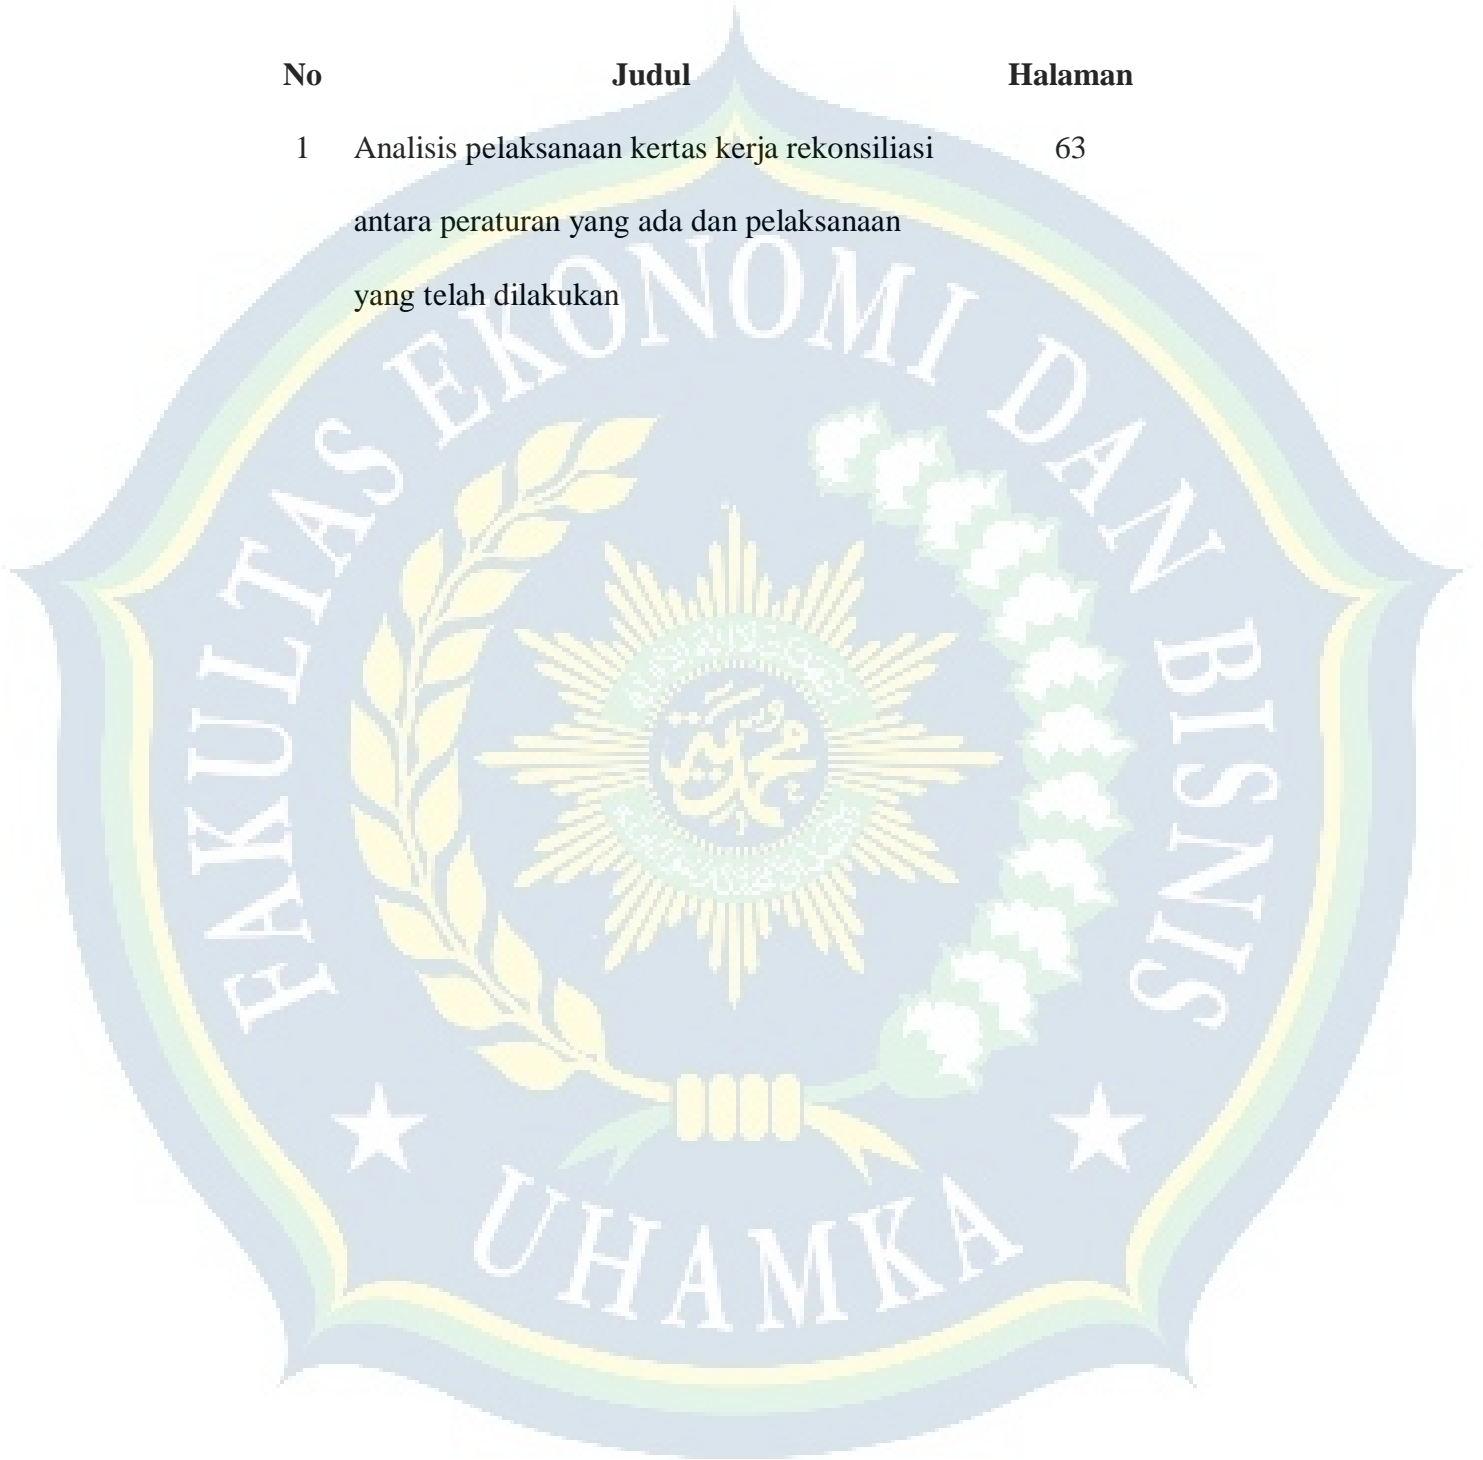 No Judul Halaman
1 Analisis pelaksanaan kertas kerja rekonsiliasi 63
antara peraturan yang ada dan pelaksanaan
yang telah dilakukan
FAKULTAS EKONOMI DAN BISNIS
محمدية
UHAMKA